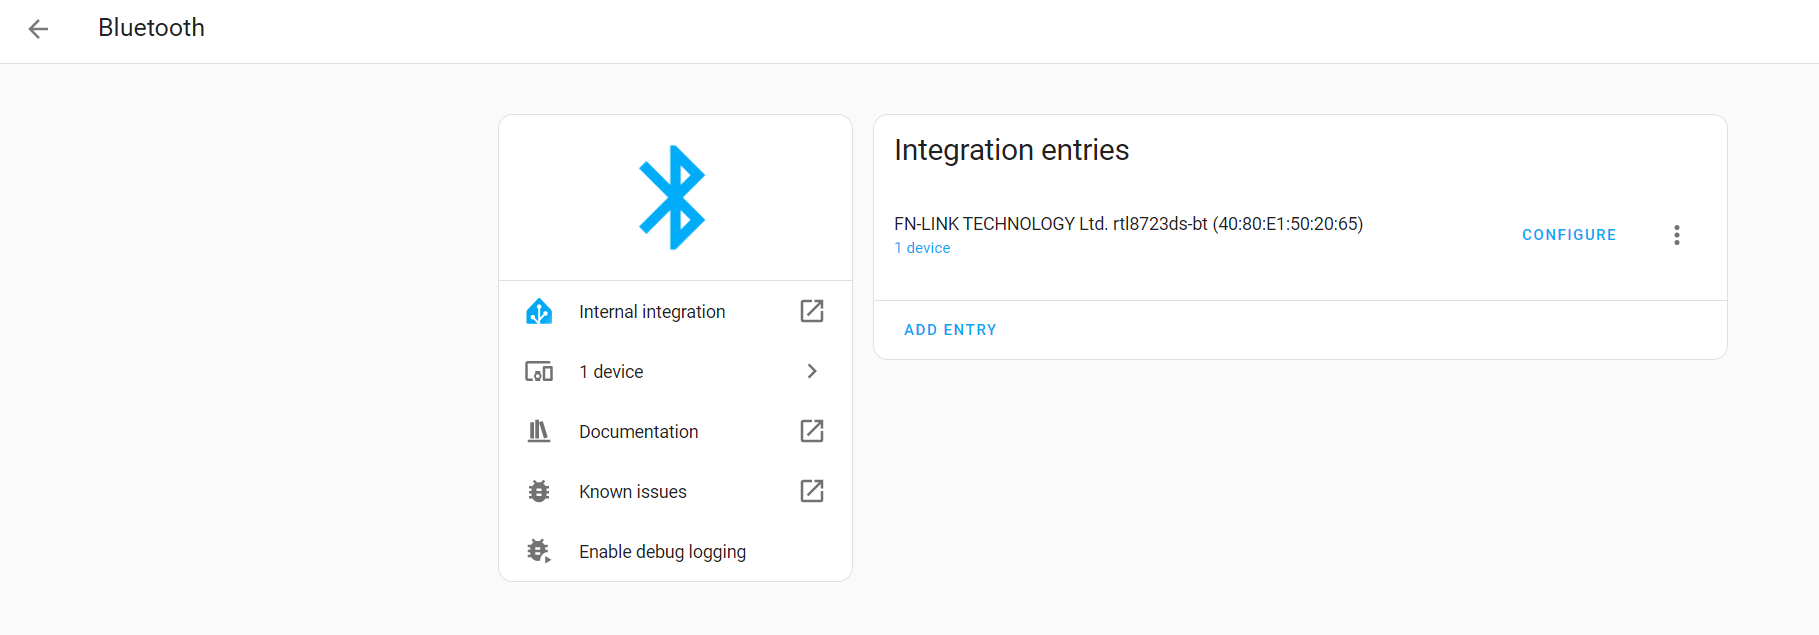 Bluetooth
Internal integration
1 device
Documentation
Known issues
Enable debug logging
Integration entries
FN-LINK TECHNOLOGY Ltd. rtl8723ds-bt (40:80:E1:50:20:65)
1 device
CONFIGURE
ADD ENTRY